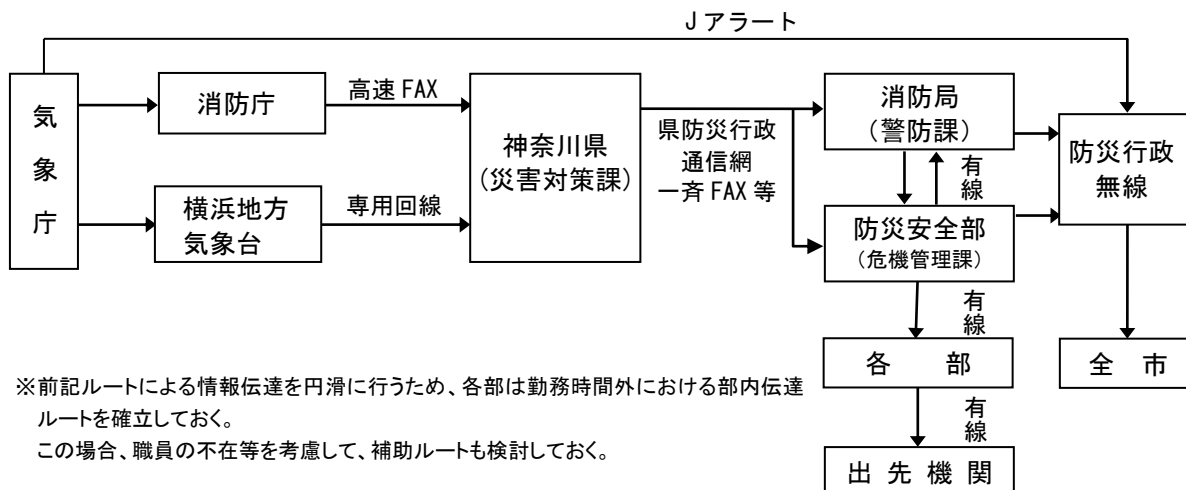 Jアラート
気象庁
消防庁
高速 FAX
神奈川県
(災害対策課)
横浜地方
気象台
専用回線
県防災行政
通信網
一斉 FAX 等
消防局
(警防課)
有線
防災安全部
(危機管理課)
防災行政
無線
有線
各 部
全 市
有線
出 先 機 関
※前記ルートによる情報伝達を円滑に行うため、各部は勤務時間外における部内伝達
ルートを確立しておく。
この場合、職員の不在等を考慮して、補助ルートも検討しておく。